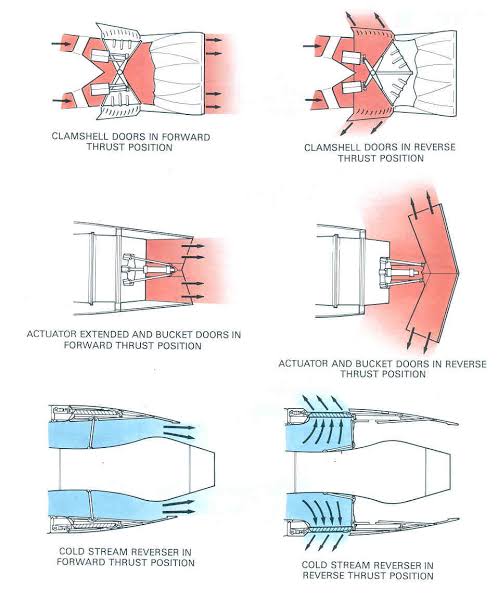 CLAMSHELL DOORS IN FORWARD
THRUST POSITION
CLAMSHELL DOORS IN REVERSE
THRUST POSITION
ACTUATOR EXTENDED AND BUCKET DOORS IN
FORWARD THRUST POSITION
ACTUATOR AND BUCKET DOORS IN REVERSE
THRUST POSITION
COLD STREAM REVERSER IN
FORWARD THRUST POSITION
COLD STREAM REVERSER IN
REVERSE THRUST POSITION